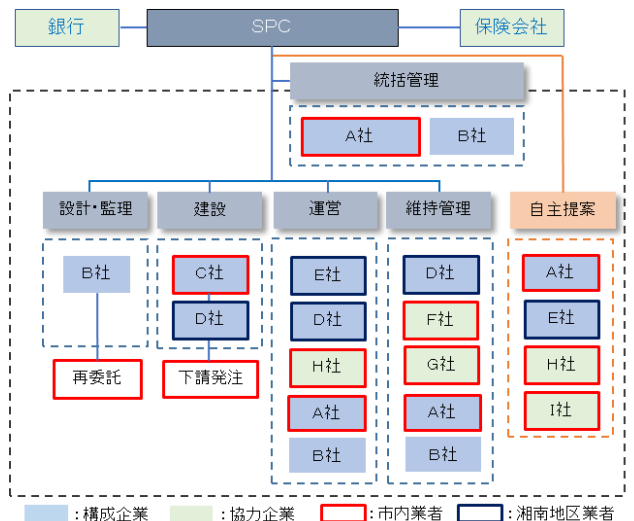 銀行
SPC
保険会社
統括管理
A社
B社
設計・監理
建設
運営
維持管理
自主提案
B社
再委託
C社
D社
下請発注
E社
D社
H社
A社
B社
D社
F社
G社
A社
B社
A社
E社
H社
I社
：構成企業
：協力企業
：市内業者
：湘南地区業者